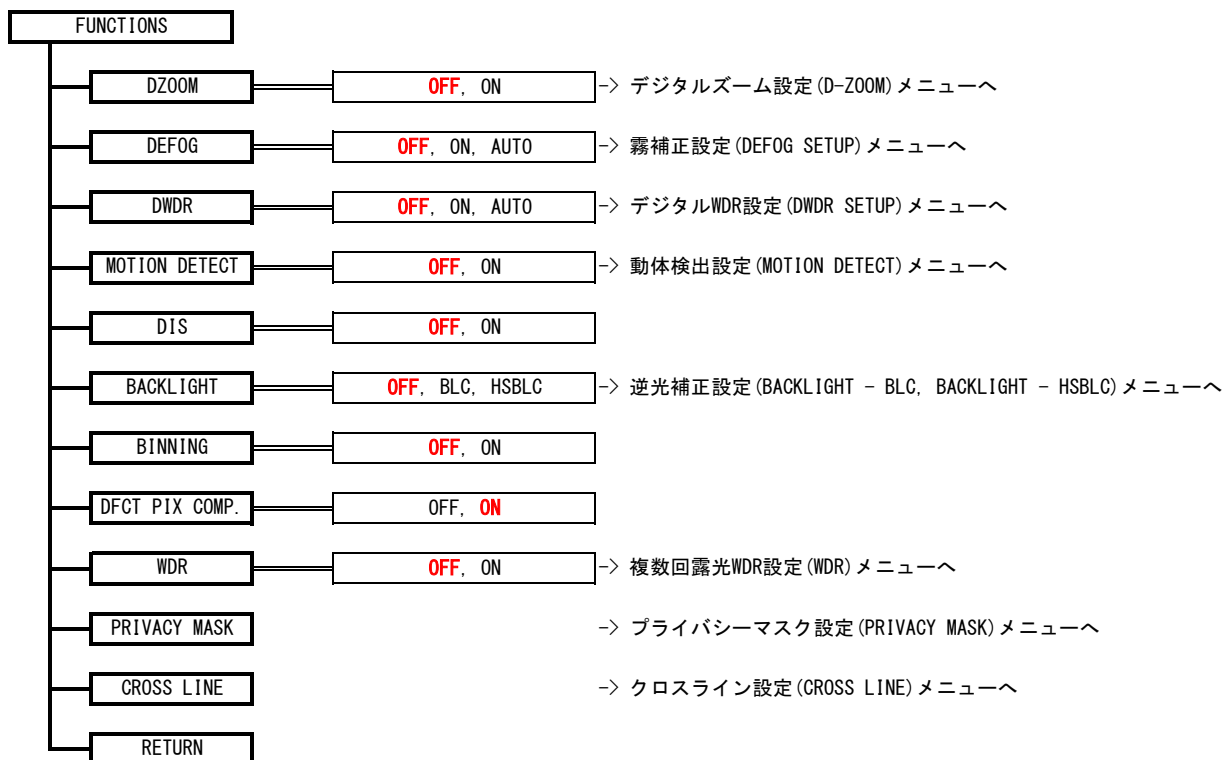 FUNCTIONS
DZOOM OFF, ON -> デジタルズーム設定(D-ZOOM)メニューへ
DEFOG OFF, ON, AUTO -> 霧補正設定(DEFOG SETUP)メニューへ
DWDR OFF, ON, AUTO -> デジタルWDR設定(DWDR SETUP)メニューへ
MOTION DETECT OFF, ON -> 動体検出設定(MOTION DETECT)メニューへ
DIS OFF, ON
BACKLIGHT OFF, BLC, HSBLC -> 逆光補正設定(BACKLIGHT - BLC, BACKLIGHT - HSBLC)メニューへ
BINNING OFF, ON
DFCT PIX COMP. OFF, ON
WDR OFF, ON -> 複数回露光WDR設定(WDR)メニューへ
PRIVACY MASK -> プライバシーマスク設定(PRIVACY MASK)メニューへ
CROSS LINE -> クロスライン設定(CROSS LINE)メニューへ
RETURN